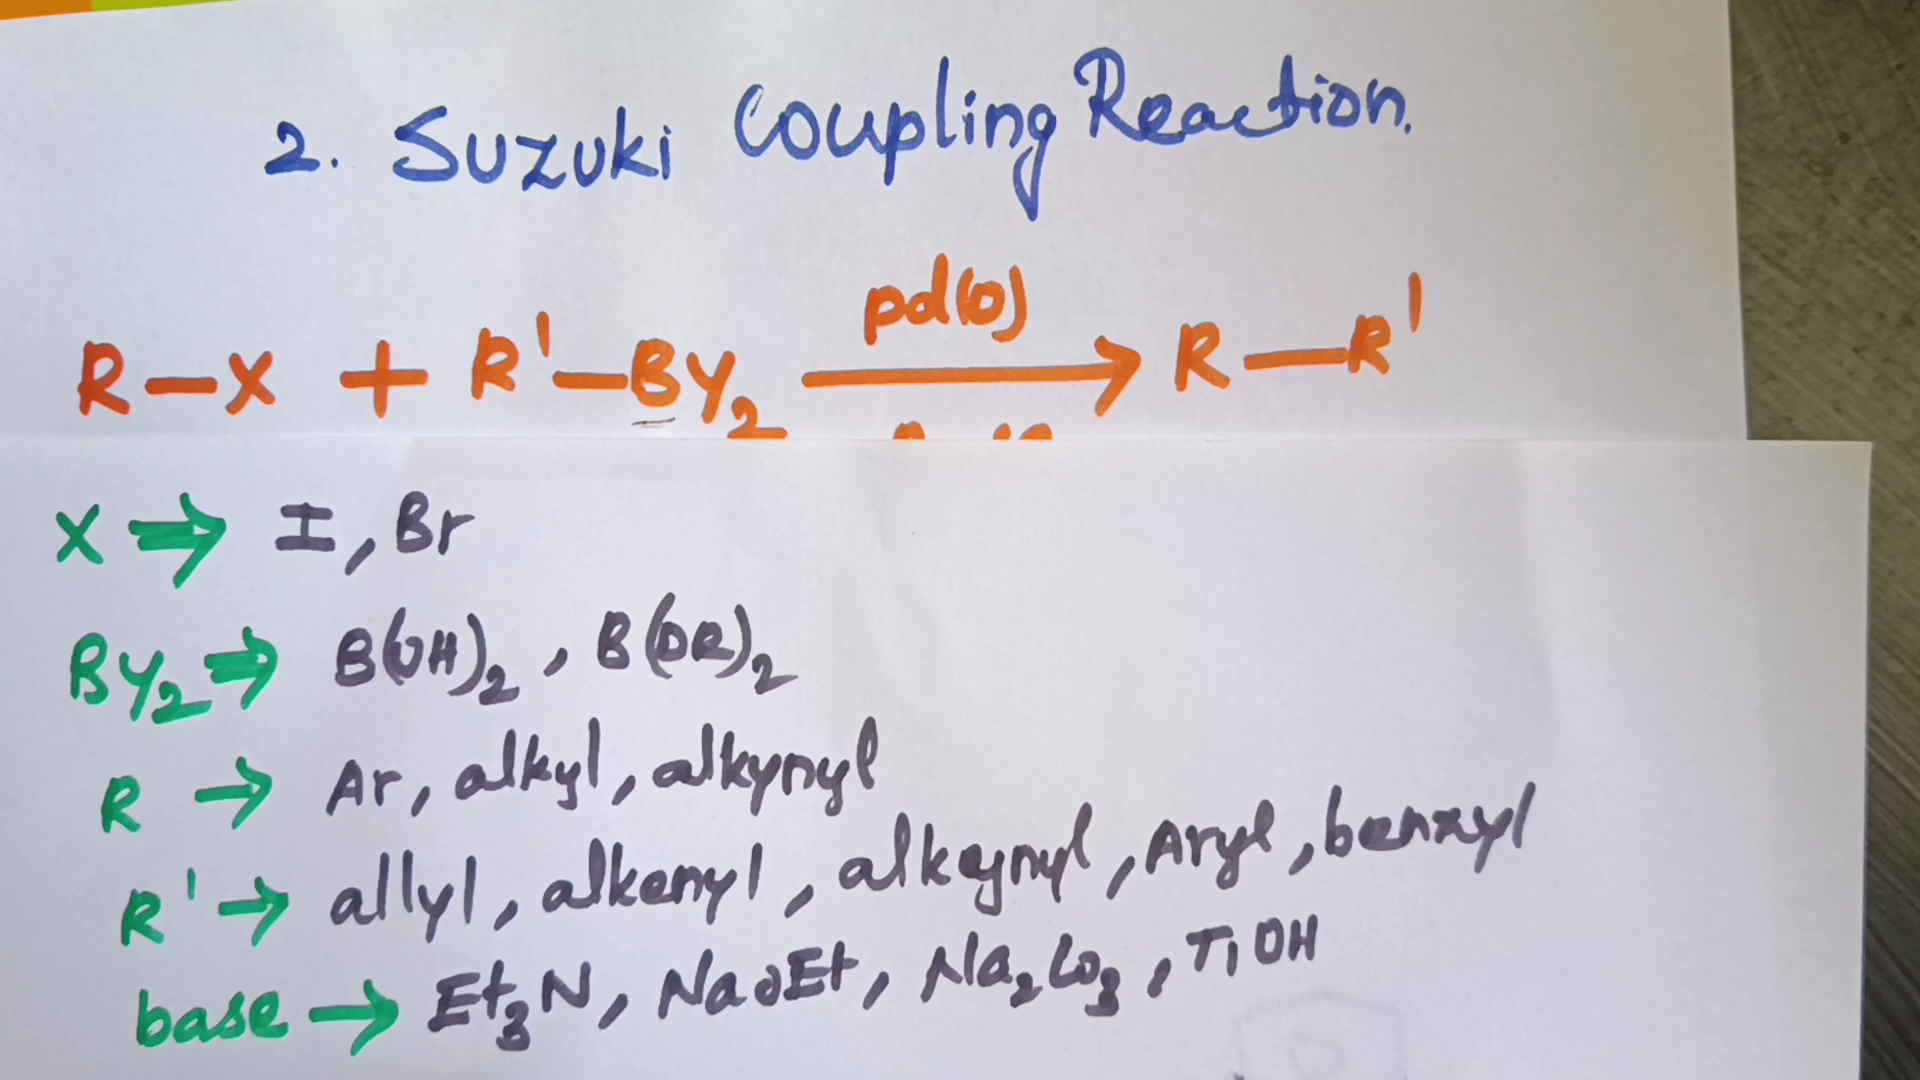 2. Suzuki Coupling Reaction.
pd(0)
R—X + R'—BY₂ → R—R'
X ⇒ I, Br
BY₂ ⇒ B(OH)₂, B(OR)₂
R → Ar, alkyl, alkynyl
R' → allyl, alkenyl, alkeynyl, Aryl, benzyl
base → Et₃N, NaOEt, Na₂CO₃, TlOH